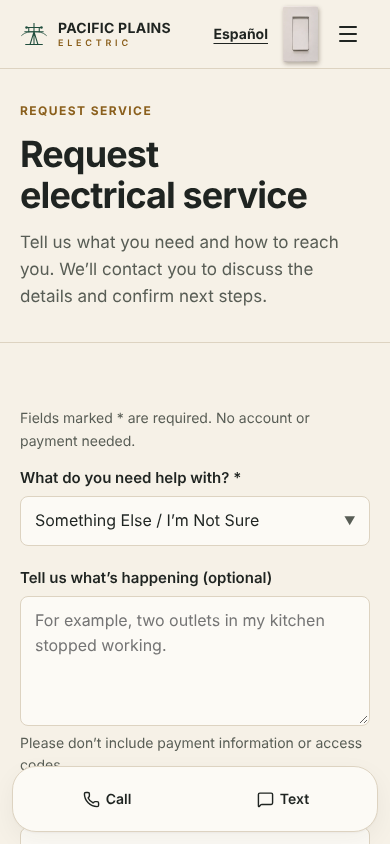 PACIFIC PLAINS
ELECTRIC
Español
REQUEST SERVICE
Request
electrical service
Tell us what you need and how to reach
you. We’ll contact you to discuss the
details and confirm next steps.
Fields marked * are required. No account or
payment needed.
What do you need help with? *
Something Else / I’m Not Sure
Tell us what’s happening (optional)
For example, two outlets in my kitchen
stopped working.
Please don’t include payment information or access
codes.
Call
Text